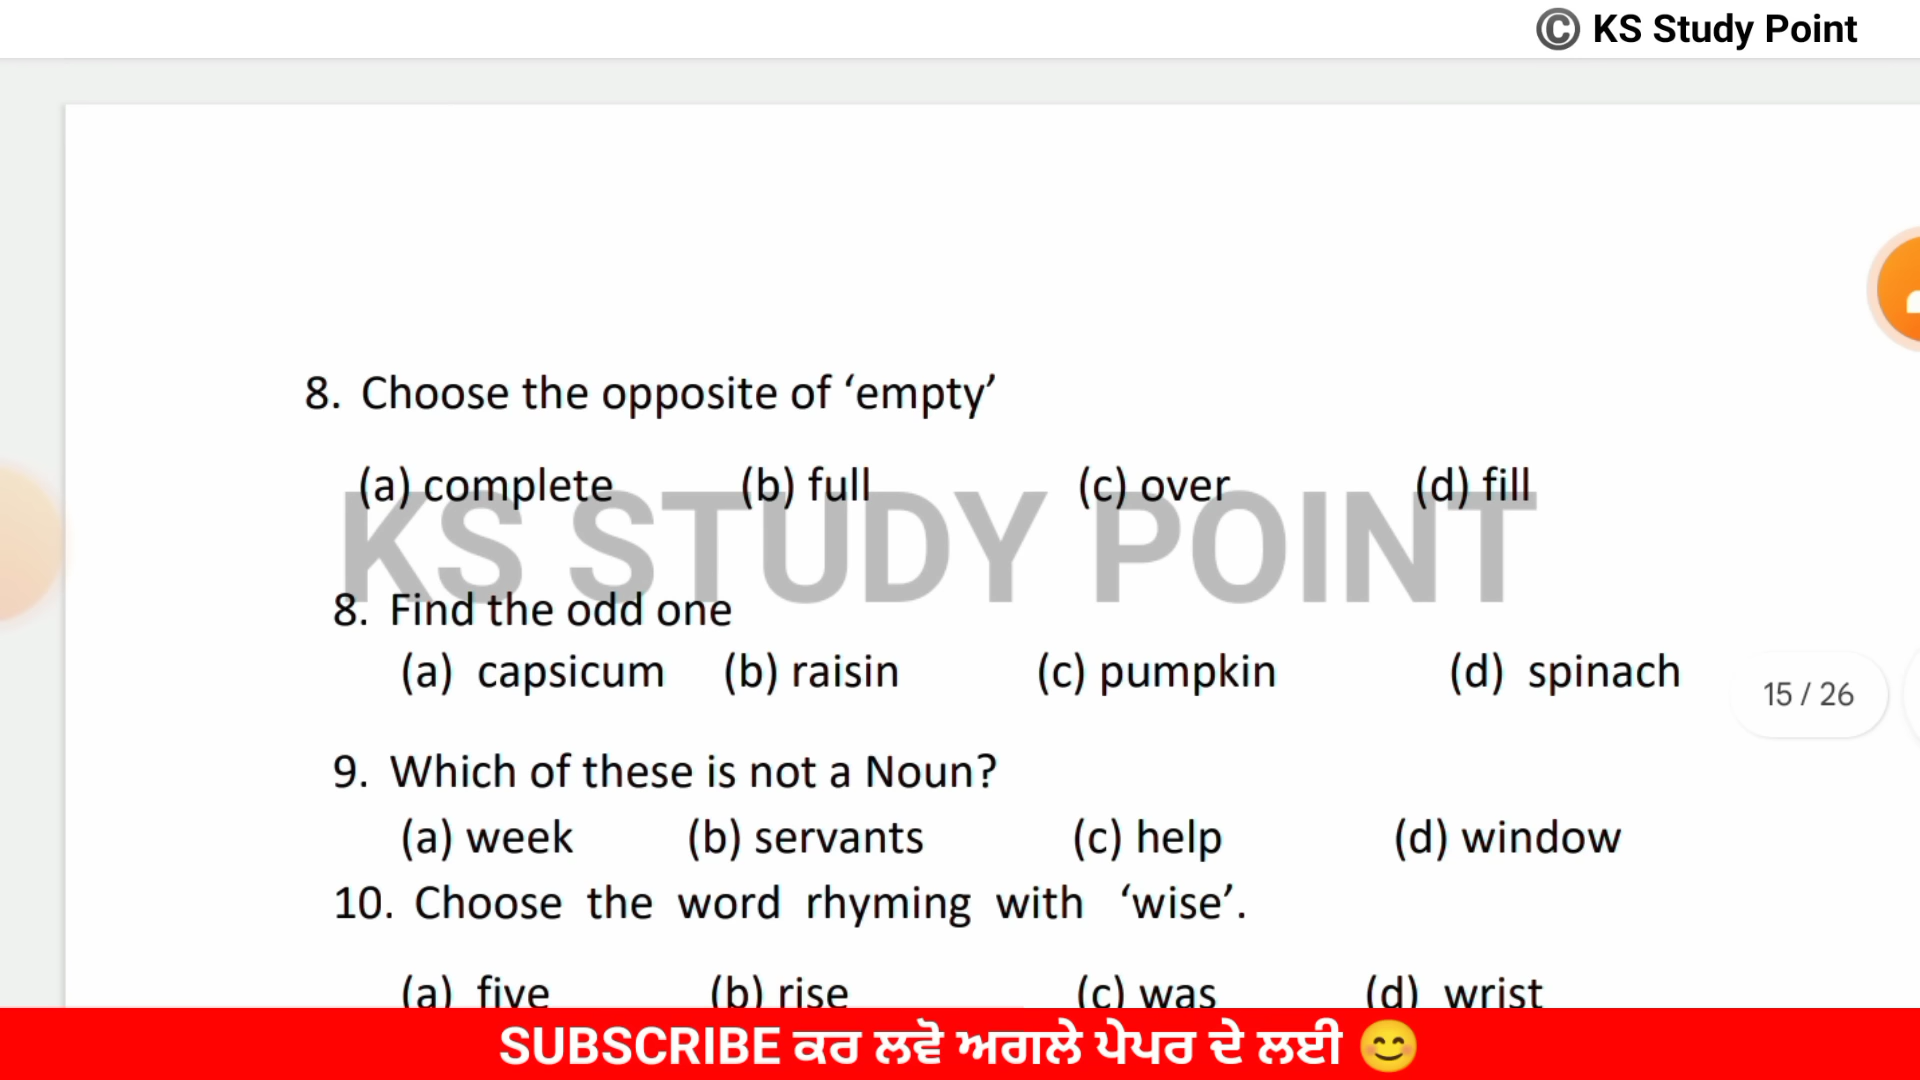 © KS Study Point
8. Choose the opposite of ‘empty’
(a) complete (b) full (c) over (d) fill
KS STUDY POINT
8. Find the odd one
(a) capsicum (b) raisin (c) pumpkin (d) spinach
15 / 26
9. Which of these is not a Noun?
(a) week (b) servants (c) help (d) window
10. Choose the word rhyming with ‘wise’.
(a) five (b) rise (c) was (d) wrist
SUBSCRIBE ਕਰ ਲਵੋ ਅਗਲੇ ਪੇਪਰ ਦੇ ਲਈ 😊